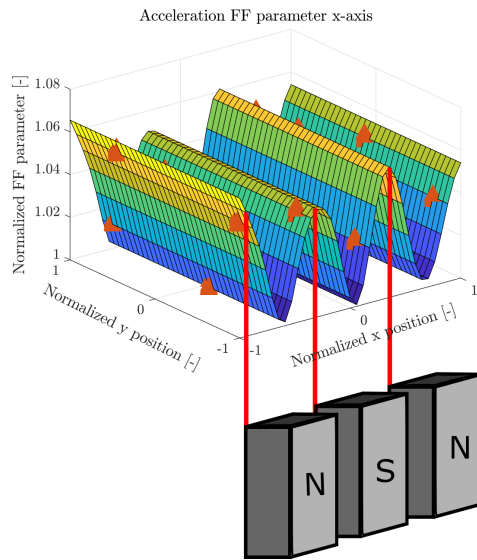 Acceleration FF parameter x-axis
Normalized FF parameter [-]
1.08
1.06
1.04
1.02
1
1
0
-1
Normalized y position [-]
-1
0
1
Normalized x position [-]
N
S
N